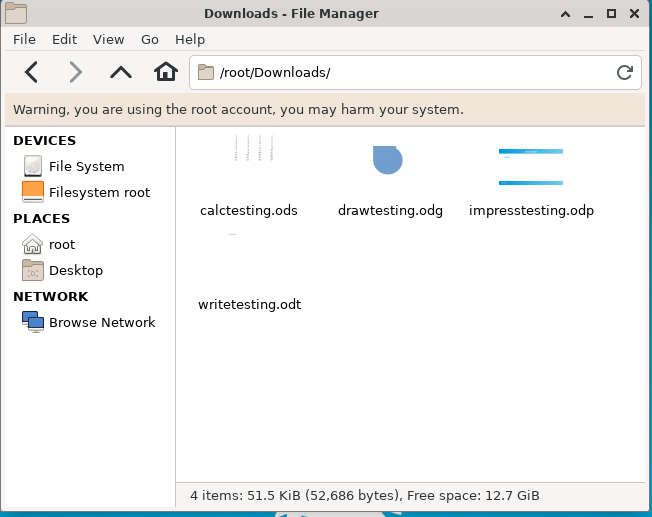 Downloads - File Manager
File Edit View Go Help
/root/Downloads/
Warning, you are using the root account, you may harm your system.
DEVICES
File System
Filesystem root
PLACES
root
Desktop
NETWORK
Browse Network
calctesting.ods
drawtesting.odg
impresstesting.odp
writetesting.odt
4 items: 51.5 KiB (52,686 bytes), Free space: 12.7 GiB